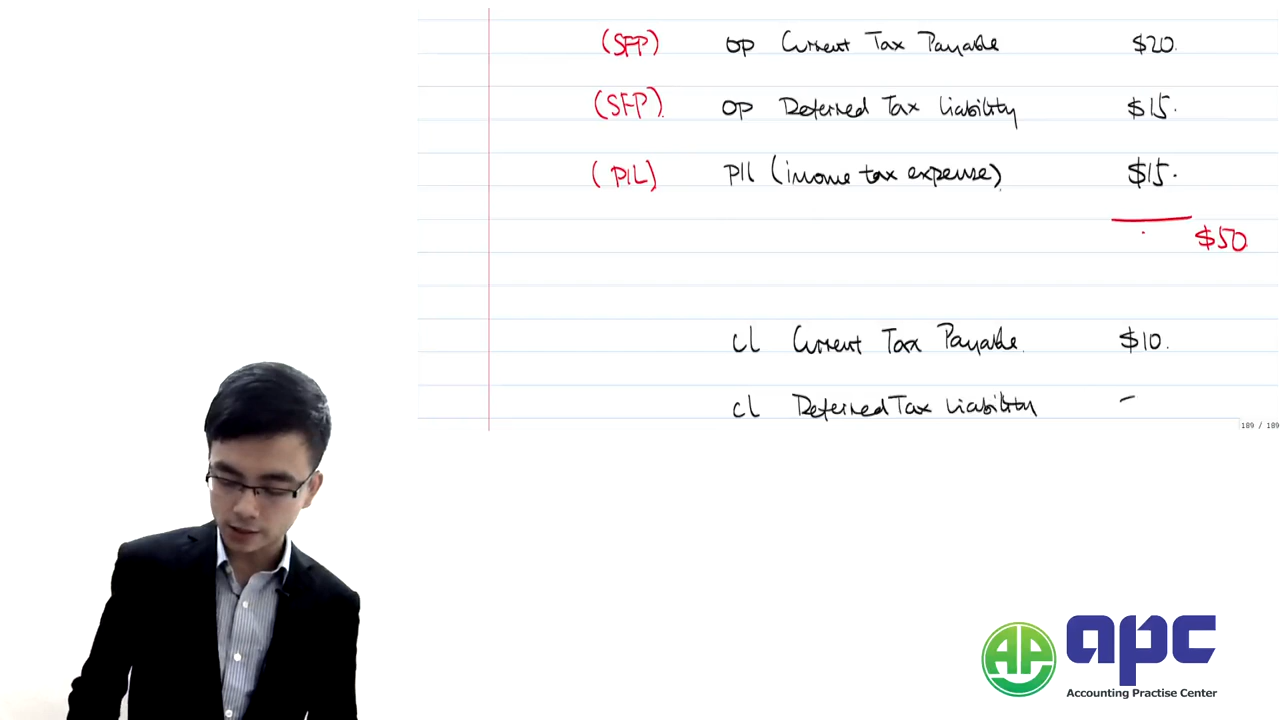 (SFP) op Current Tax Payable $20.
(SFP). op Deferred Tax Liability $15.
(P/L) P/L (income tax expense) $15.
$50
cl Current Tax Payable. $10.
cl Deferred Tax Liability
189 / 189
AP
apc
Accounting Practise Center